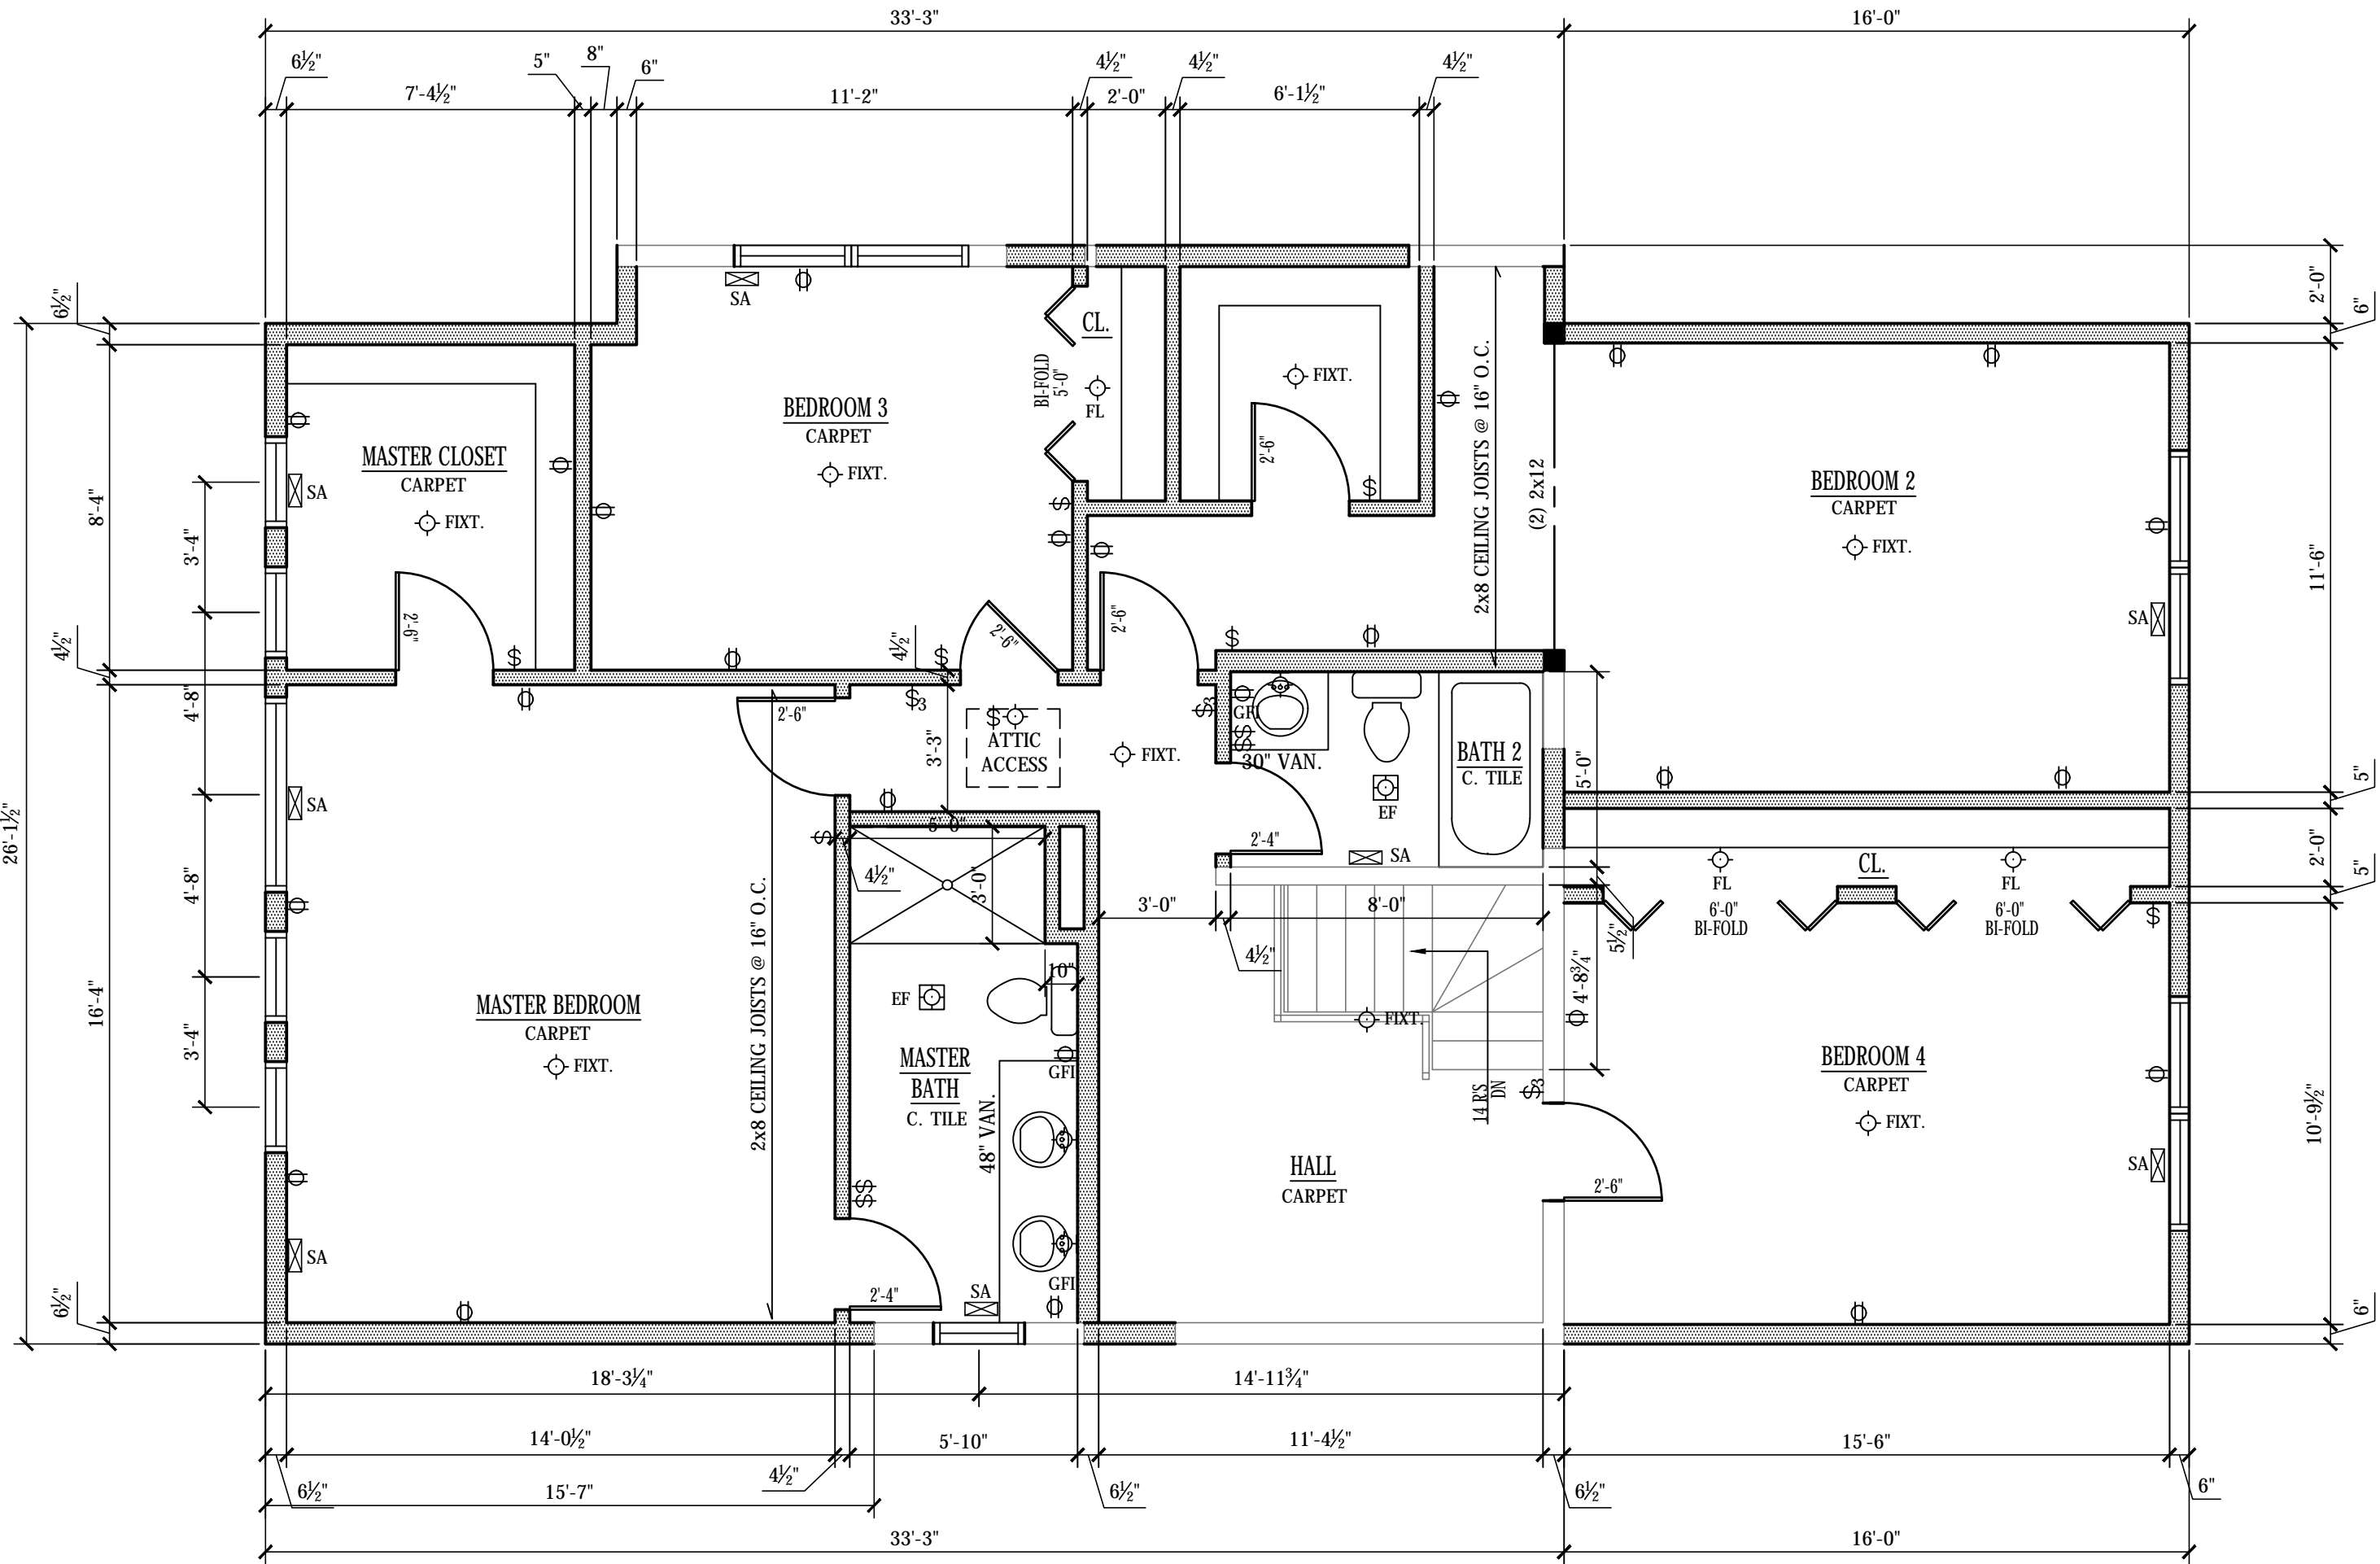 33'-3"
16'-0"
6½"
7'-4½"
5"
8"
6"
11'-2"
4½"
2'-0"
4½"
6'-1½"
4½"
6½"
8'-4"
4½"
16'-4"
6½"
26'-1½"
3'-4"
4'-8"
4'-8"
3'-4"
2'-0"
6"
11'-6"
5"
2'-0"
5"
10'-9½"
6"
MASTER CLOSET
CARPET
FIXT.
SA
2'-6"
BEDROOM 3
CARPET
FIXT.
SA
BI-FOLD
5'-0"
CL.
FL
2'-6"
4½"
FIXT.
2'-6"
2'-6"
2x8 CEILING JOISTS @ 16" O.C.
(2) 2x12
BEDROOM 2
CARPET
FIXT.
SA
2'-6"
3
3'-3"
ATTIC
ACCESS
FIXT.
3
GFI
30" VAN.
BATH 2
C. TILE
EF
SA
2'-4"
5'-0"
SA
5'-0"
4½"
3'-0"
3'-0"
4½"
8'-0"
5½"
4'-8¾"
FL
6'-0"
BI-FOLD
CL.
FL
6'-0"
BI-FOLD
MASTER BEDROOM
CARPET
FIXT.
SA
2x8 CEILING JOISTS @ 16" O.C.
10"
EF
GFI
MASTER
BATH
C. TILE
48" VAN.
GFI
SA
2'-4"
FIXT.
14 R'S
DN
3
HALL
CARPET
2'-6"
BEDROOM 4
CARPET
FIXT.
SA
18'-3¼"
14'-11¾"
14'-0½"
5'-10"
11'-4½"
15'-6"
6½"
15'-7"
4½"
6½"
6½"
6"
33'-3"
16'-0"